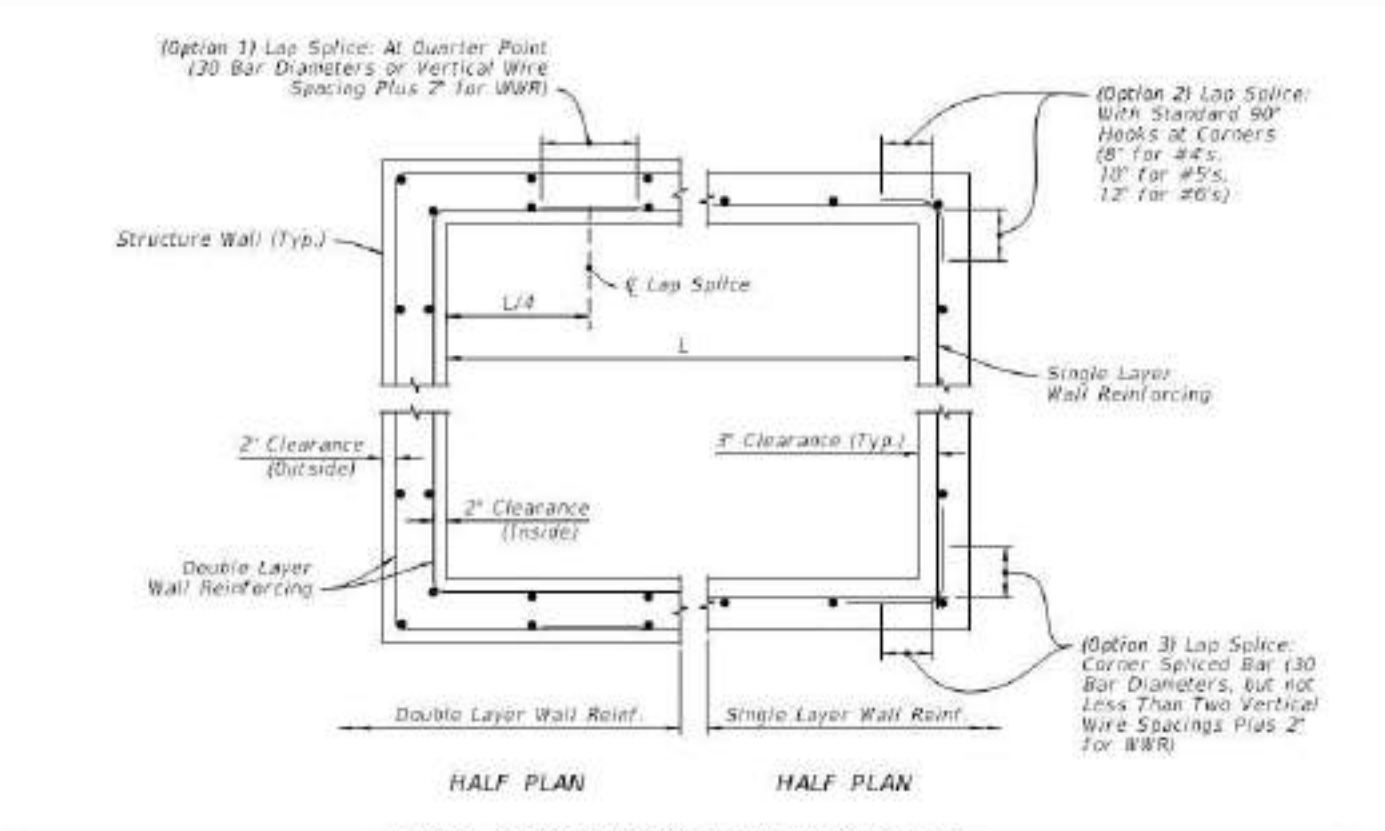 (Option 1) Lap Splice: At Quarter Point
(30 Bar Diameters or Vertical Wire
Spacing Plus 2" for WWR)
(Option 2) Lap Splice:
With Standard 90°
Hooks at Corners
(8" for #4's,
10" for #5's,
12" for #6's)
Structure Wall (Typ.)
℄ Lap Splice
L/4
L
Single Layer
Wall Reinforcing
2" Clearance
(Outside)
3" Clearance (Typ.)
2" Clearance
(Inside)
Double Layer
Wall Reinforcing
(Option 3) Lap Splice:
Corner Spliced Bar (30
Bar Diameters, but not
Less Than Two Vertical
Wire Spacings Plus 2"
for WWR)
Double Layer Wall Reinf.
Single Layer Wall Reinf.
HALF PLAN
HALF PLAN